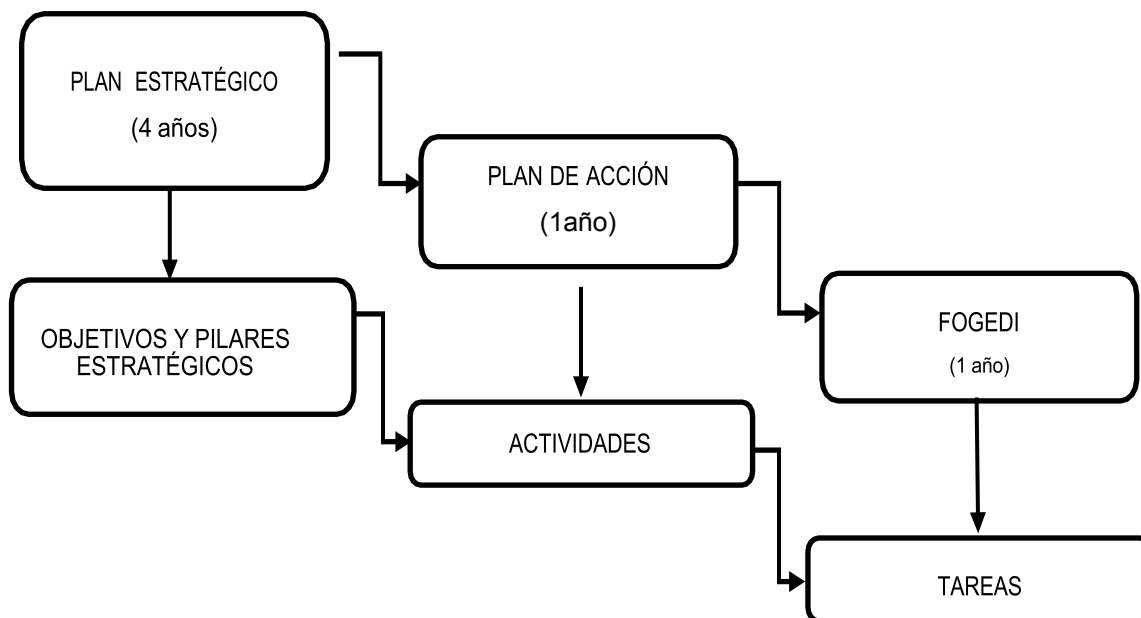 PLAN ESTRATÉGICO
(4 años)
PLAN DE ACCIÓN
(1año)
OBJETIVOS Y PILARES
ESTRATÉGICOS
FOGEDI
(1 año)
ACTIVIDADES
TAREAS